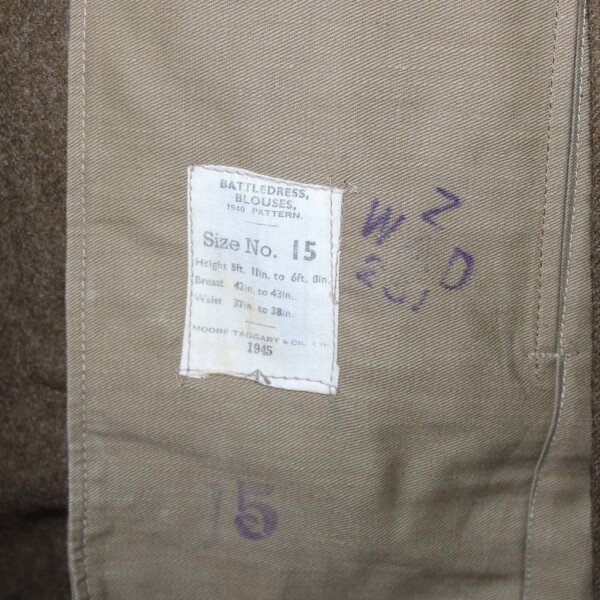 BATTLEDRESS,
BLOUSES,
1940 PATTERN.
Size No. 15
Height 5ft. 11in. to 6ft. 0in.
Breast 42in. to 43in.
Waist 37in. to 38in.
MOORE TAGGART & CO. LTD
1945
Z
W D
15